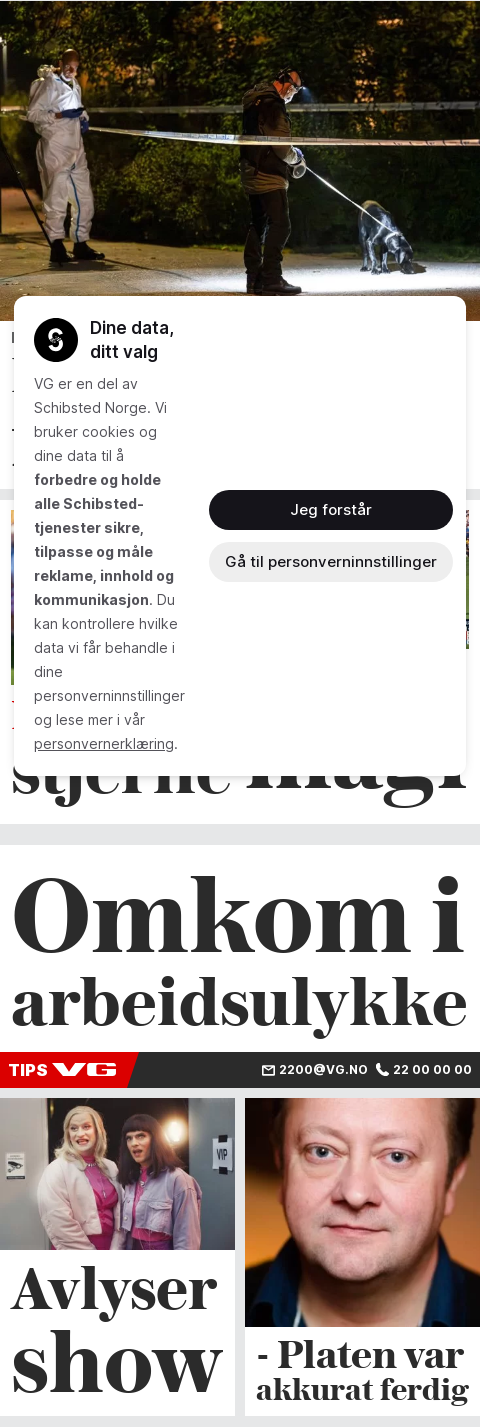 Dine data,
ditt valg
VG er en del av
Schibsted Norge. Vi
bruker cookies og
dine data til å
forbedre og holde
alle Schibsted-
tjenester sikre,
tilpasse og måle
reklame, innhold og
kommunikasjon. Du
kan kontrollere hvilke
data vi får behandle i
dine
personverninnstillinger
og lese mer i vår
personvernerklæring.
Jeg forstår
Gå til personverninnstillinger
stjerne magi
Omkom i
arbeidsulykke
TIPS VG 2200@VG.NO 22 00 00 00
VIP
Avlyser
show
- Platen var
akkurat ferdig